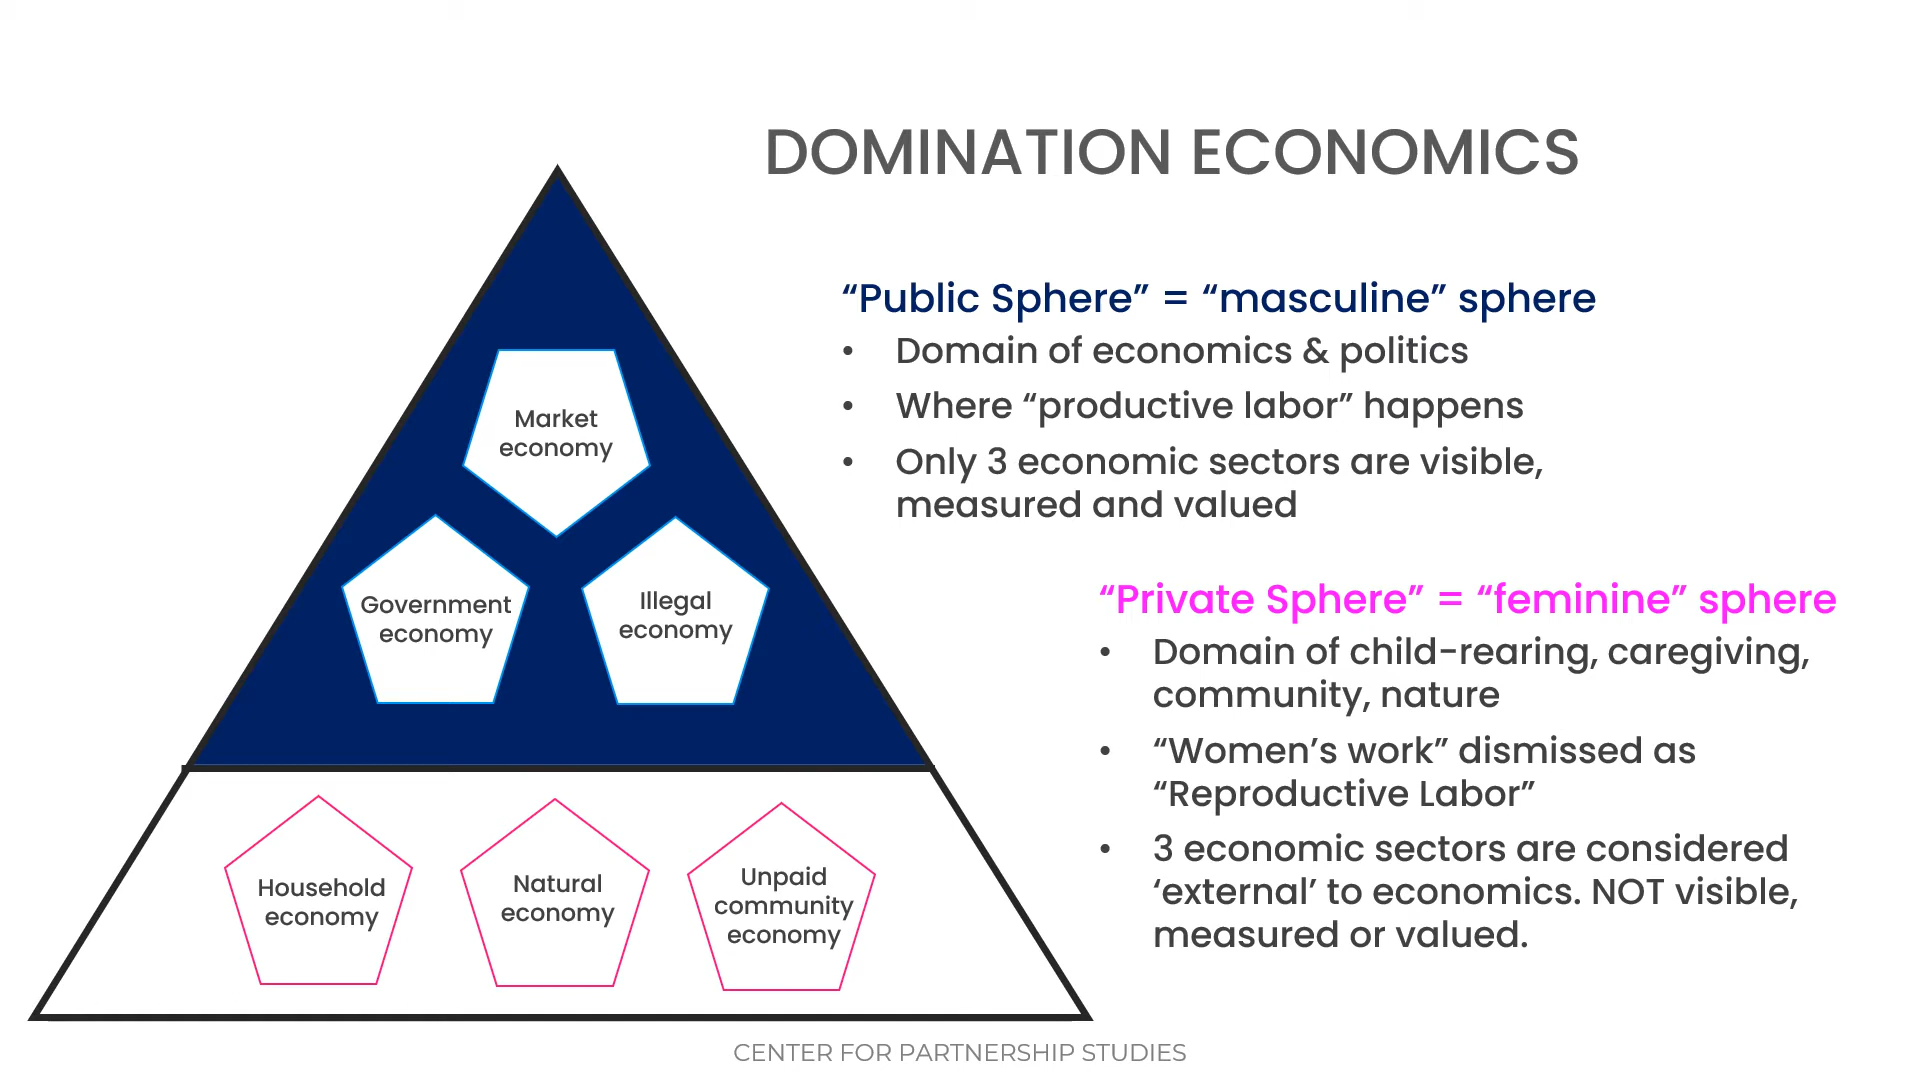 DOMINATION ECONOMICS
“Public Sphere” = “masculine” sphere
• Domain of economics & politics
• Where “productive labor” happens
• Only 3 economic sectors are visible,
measured and valued
“Private Sphere” = “feminine” sphere
• Domain of child-rearing, caregiving,
community, nature
• “Women’s work” dismissed as
“Reproductive Labor”
• 3 economic sectors are considered
‘external’ to economics. NOT visible,
measured or valued.
Market
economy
Government
economy
Illegal
economy
Household
economy
Natural
economy
Unpaid
community
economy
CENTER FOR PARTNERSHIP STUDIES